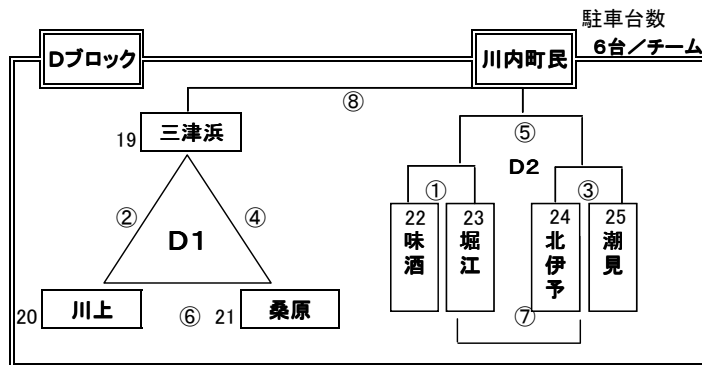 駐車台数
6台／チーム
Dブロック
川内町民
⑧
19
三津浜
⑤
D2
②
④
D1
①
③
22
味酒
23
堀江
24
北伊予
25
潮見
20
川上
⑥
21
桑原
⑦